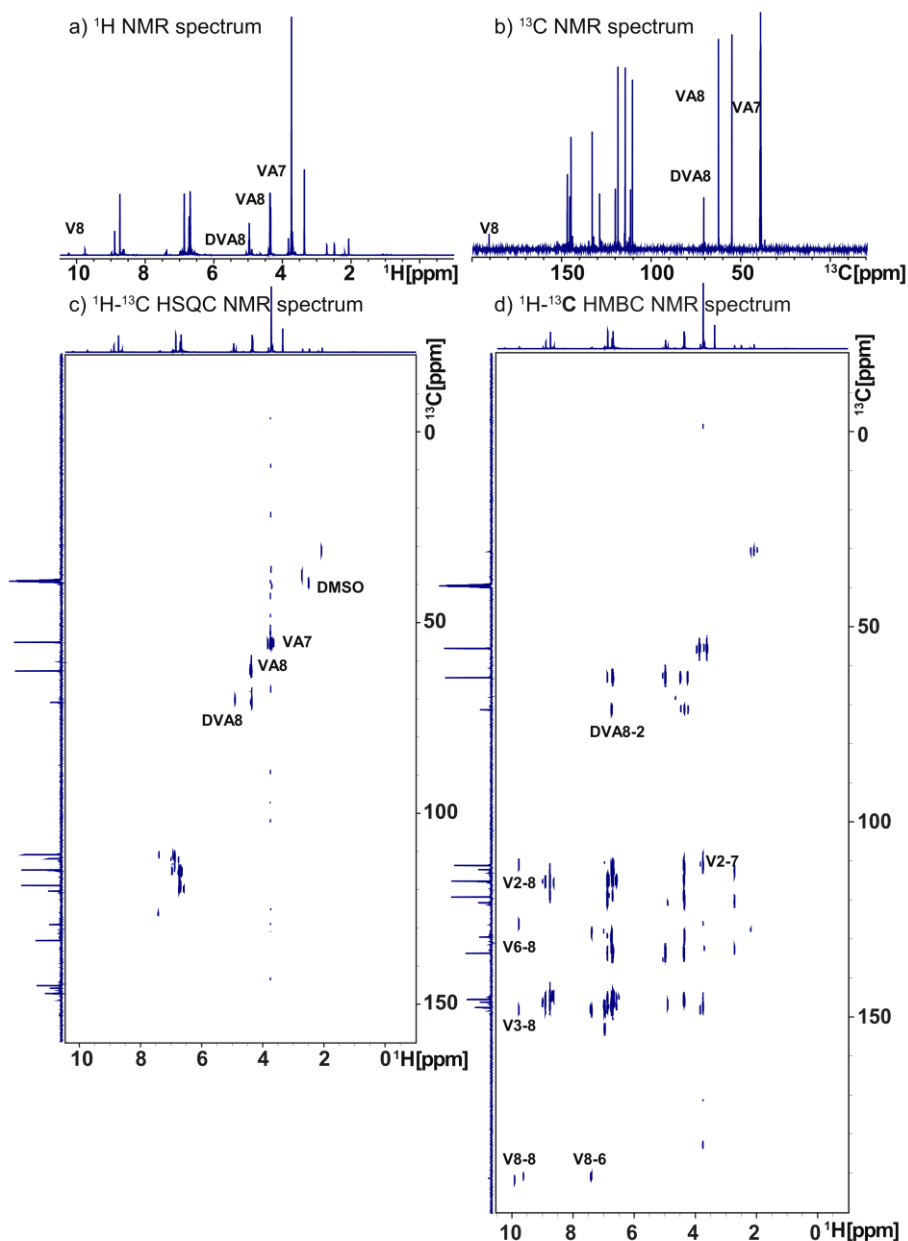 a) ¹H NMR spectrum
V8
DVA8
VA8
VA7
10 8 6 4 2 ¹H[ppm]
b) ¹³C NMR spectrum
V8
DVA8
VA8
VA7
150 100 50 ¹³C[ppm]
c) ¹H-¹³C HSQC NMR spectrum
¹³C[ppm]
0
DMSO
50
VA7
VA8
DVA8
100
150
10 8 6 4 2 0 ¹H[ppm]
d) ¹H-¹³C HMBC NMR spectrum
¹³C[ppm]
0
50
DVA8-2
100
V2-7
V2-8
V6-8
V3-8
150
V8-8 V8-6
10 8 6 4 2 0 ¹H[ppm]